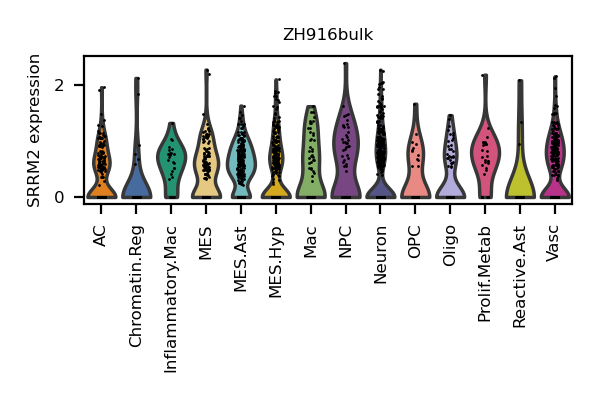 ZH916bulk
SRRM2 expression
2
0
AC
Chromatin.Reg
Inflammatory.Mac
MES
MES.Ast
MES.Hyp
Mac
NPC
Neuron
OPC
Oligo
Prolif.Metab
Reactive.Ast
Vasc